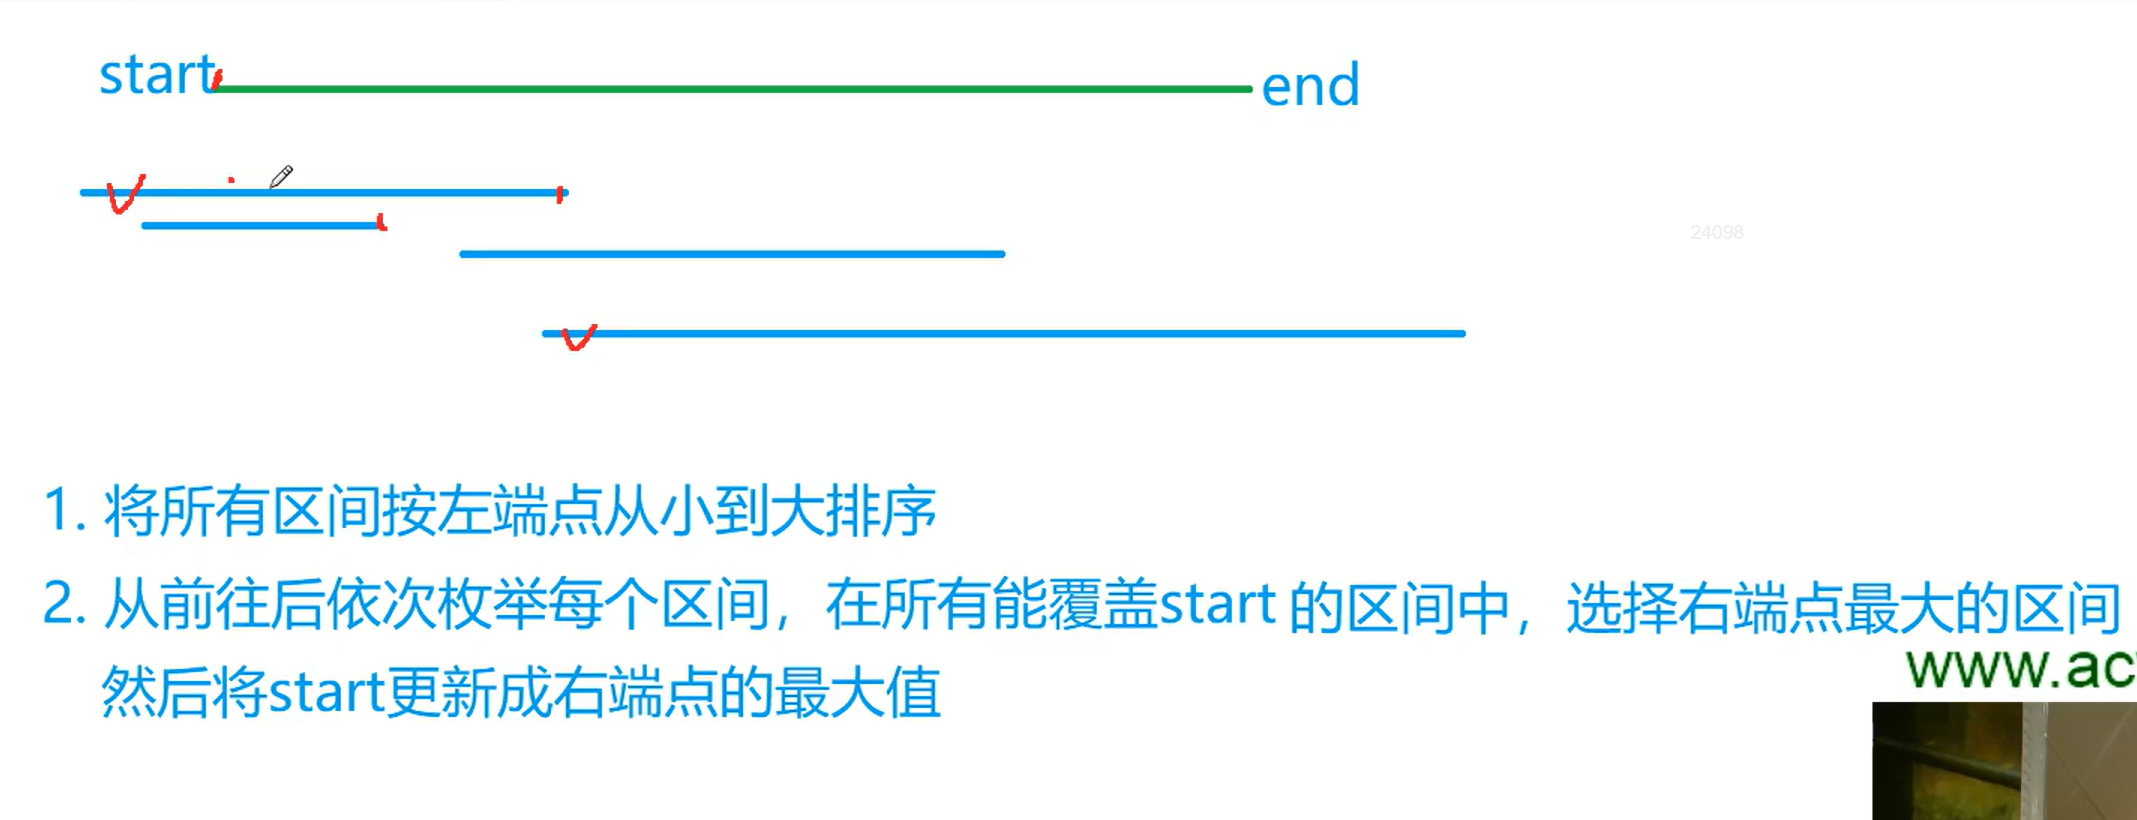 start
end
24098
1. 将所有区间按左端点从小到大排序
2. 从前往后依次枚举每个区间，在所有能覆盖start 的区间中，选择右端点最大的区间
然后将start更新成右端点的最大值
www.ac